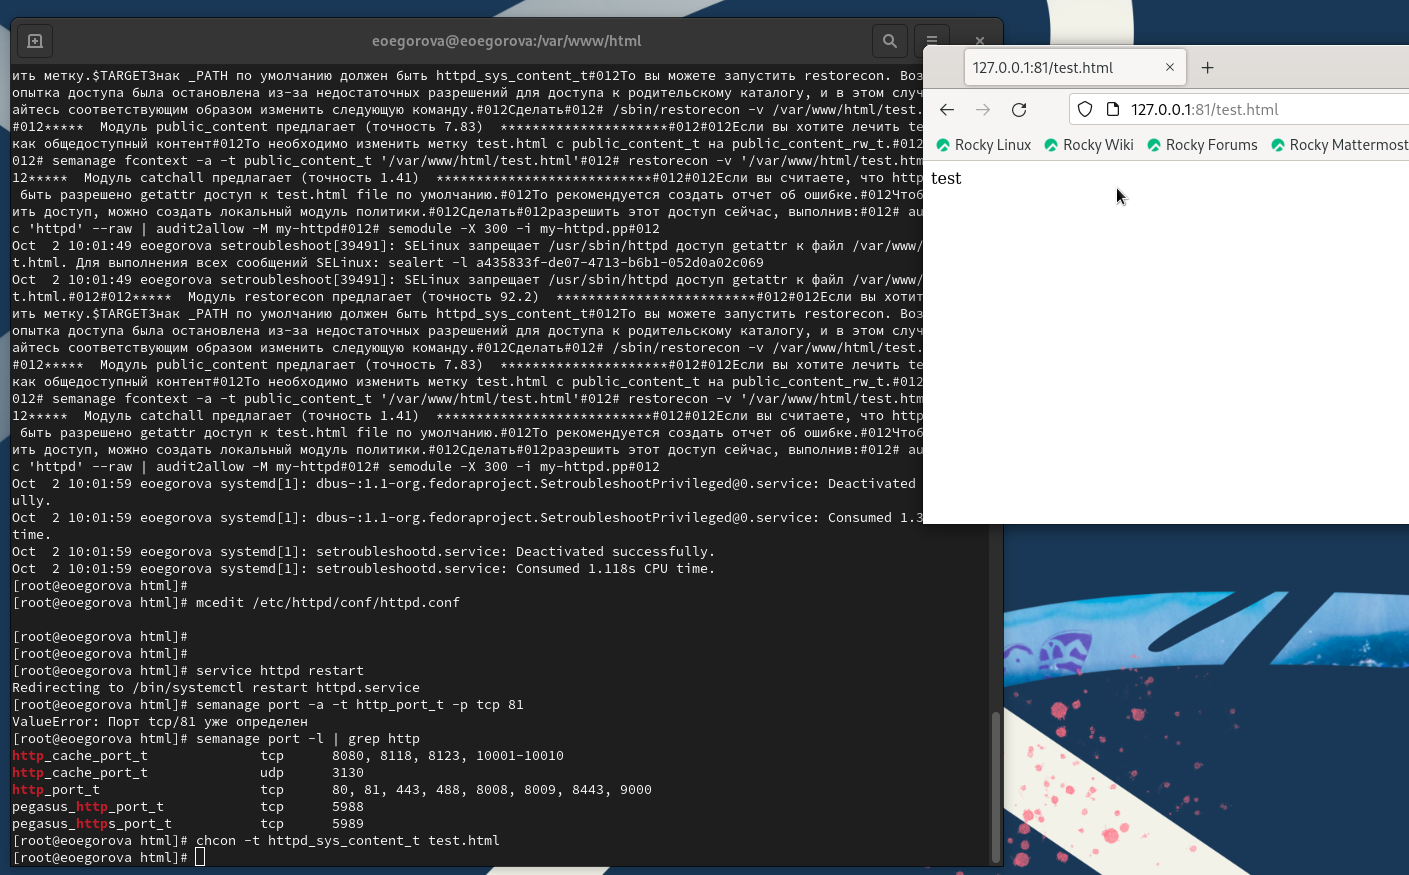 eoegorova@eoegorova:/var/www/html
ить метку.$TARGETЗнак _PATH по умолчанию должен быть httpd_sys_content_t#012То вы можете запустить restorecon. Воз
опытка доступа была остановлена из-за недостаточных разрешений для доступа к родительскому каталогу, и в этом случ
айтесь соответствующим образом изменить следующую команду.#012Сделать#012# /sbin/restorecon -v /var/www/html/test.
#012*****  Модуль public_content предлагает (точность 7.83)  *********************#012#012Если вы хотите лечить te
как общедоступный контент#012То необходимо изменить метку test.html с public_content_t на public_content_rw_t.#012
012# semanage fcontext -a -t public_content_t '/var/www/html/test.html'#012# restorecon -v '/var/www/html/test.htm
12*****  Модуль catchall предлагает (точность 1.41)  ***************************#012#012Если вы считаете, что http
быть разрешено getattr доступ к test.html file по умолчанию.#012То рекомендуется создать отчет об ошибке.#012Чтоб
ить доступ, можно создать локальный модуль политики.#012Сделать#012разрешить этот доступ сейчас, выполнив:#012# au
c 'httpd' --raw | audit2allow -M my-httpd#012# semodule -X 300 -i my-httpd.pp#012
Oct  2 10:01:49 eoegorova setroubleshoot[39491]: SELinux запрещает /usr/sbin/httpd доступ getattr к файл /var/www/
t.html. Для выполнения всех сообщений SELinux: sealert -l a435833f-de07-4713-b6b1-052d0a02c069
Oct  2 10:01:49 eoegorova setroubleshoot[39491]: SELinux запрещает /usr/sbin/httpd доступ getattr к файл /var/www/
t.html.#012#012*****  Модуль restorecon предлагает (точность 92.2)  *************************#012#012Если вы хотит
ить метку.$TARGETЗнак _PATH по умолчанию должен быть httpd_sys_content_t#012То вы можете запустить restorecon. Воз
опытка доступа была остановлена из-за недостаточных разрешений для доступа к родительскому каталогу, и в этом случ
айтесь соответствующим образом изменить следующую команду.#012Сделать#012# /sbin/restorecon -v /var/www/html/test.
#012*****  Модуль public_content предлагает (точность 7.83)  *********************#012#012Если вы хотите лечить te
как общедоступный контент#012То необходимо изменить метку test.html с public_content_t на public_content_rw_t.#012
012# semanage fcontext -a -t public_content_t '/var/www/html/test.html'#012# restorecon -v '/var/www/html/test.htm
12*****  Модуль catchall предлагает (точность 1.41)  ***************************#012#012Если вы считаете, что http
быть разрешено getattr доступ к test.html file по умолчанию.#012То рекомендуется создать отчет об ошибке.#012Чтоб
ить доступ, можно создать локальный модуль политики.#012Сделать#012разрешить этот доступ сейчас, выполнив:#012# au
c 'httpd' --raw | audit2allow -M my-httpd#012# semodule -X 300 -i my-httpd.pp#012
Oct  2 10:01:59 eoegorova systemd[1]: dbus-:1.1-org.fedoraproject.SetroubleshootPrivileged@0.service: Deactivated
ully.
Oct  2 10:01:59 eoegorova systemd[1]: dbus-:1.1-org.fedoraproject.SetroubleshootPrivileged@0.service: Consumed 1.3
time.
Oct  2 10:01:59 eoegorova systemd[1]: setroubleshootd.service: Deactivated successfully.
Oct  2 10:01:59 eoegorova systemd[1]: setroubleshootd.service: Consumed 1.118s CPU time.
[root@eoegorova html]#
[root@eoegorova html]# mcedit /etc/httpd/conf/httpd.conf
[root@eoegorova html]#
[root@eoegorova html]#
[root@eoegorova html]# service httpd restart
Redirecting to /bin/systemctl restart httpd.service
[root@eoegorova html]# semanage port -a -t http_port_t -p tcp 81
ValueError: Порт tcp/81 уже определен
[root@eoegorova html]# semanage port -l | grep http
http_cache_port_t              tcp      8080, 8118, 8123, 10001-10010
http_cache_port_t              udp      3130
http_port_t                    tcp      80, 81, 443, 488, 8008, 8009, 8443, 9000
pegasus_http_port_t            tcp      5988
pegasus_https_port_t           tcp      5989
[root@eoegorova html]# chcon -t httpd_sys_content_t test.html
[root@eoegorova html]#
127.0.0.1:81/test.html
127.0.0.1:81/test.html
Rocky Linux Rocky Wiki Rocky Forums Rocky Mattermost
test